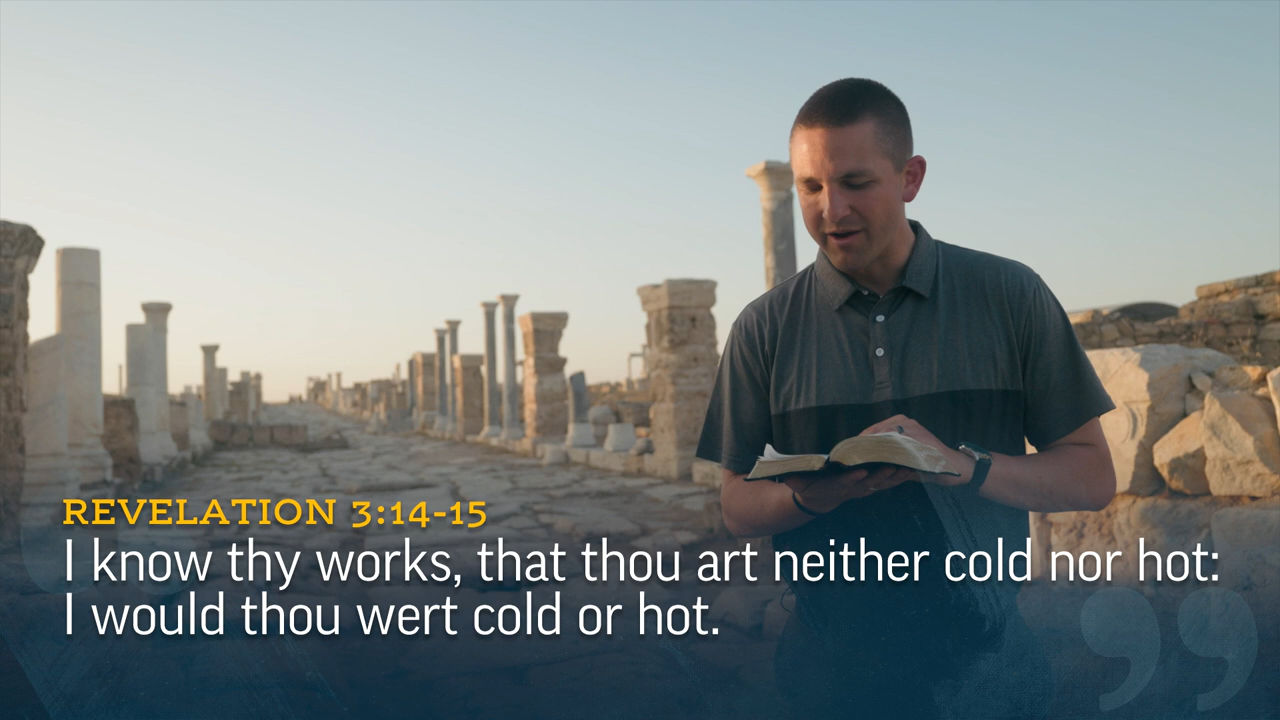 REVELATION 3:14-15
I know thy works, that thou art neither cold nor hot:
I would thou wert cold or hot.